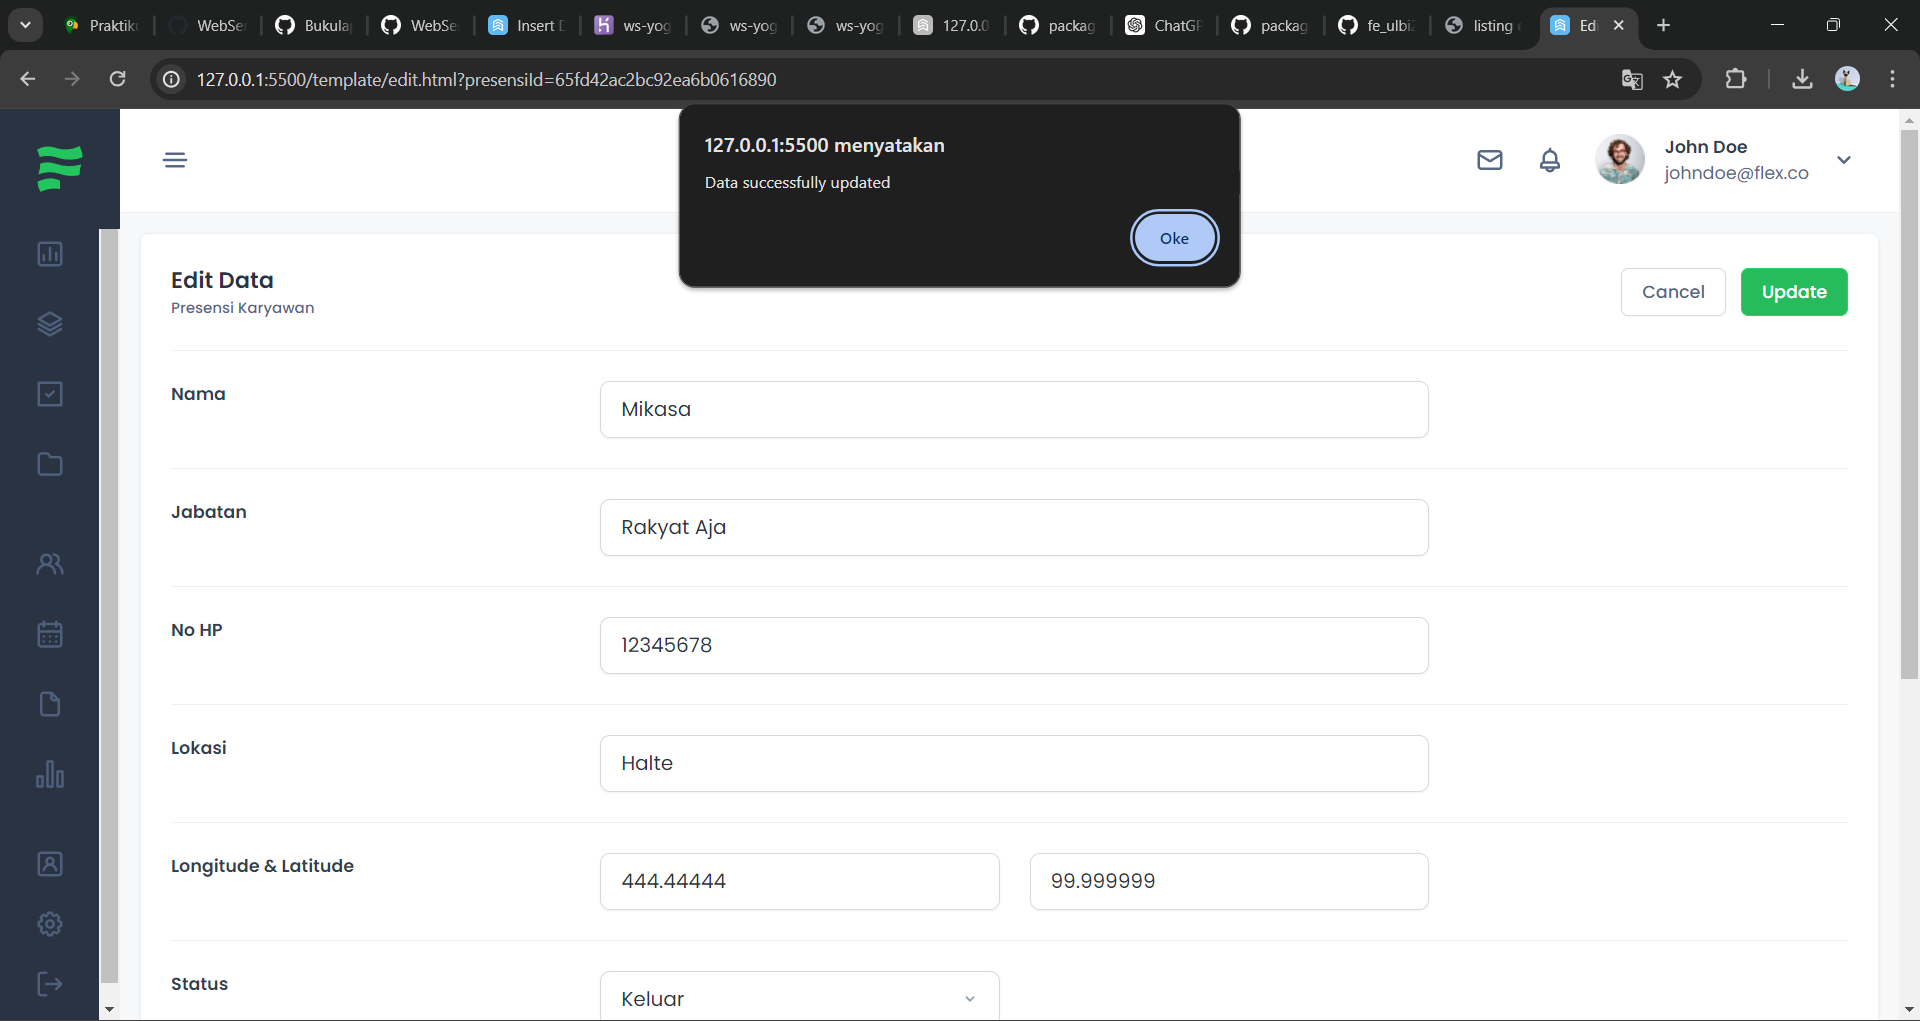 Praktik
WebSe
Bukula
WebSe
Insert D
ws-yog
ws-yog
ws-yog
127.0.0
packag
ChatGP
packag
fe_ulbi
listing
Edi
127.0.0.1:5500/template/edit.html?presensiId=65fd42ac2bc92ea6b0616890
127.0.0.1:5500 menyatakan
Data successfully updated
Oke
John Doe
johndoe@flex.co
Edit Data
Presensi Karyawan
Cancel
Update
Nama
Mikasa
Jabatan
Rakyat Aja
No HP
12345678
Lokasi
Halte
Longitude & Latitude
444.44444
99.999999
Status
Keluar